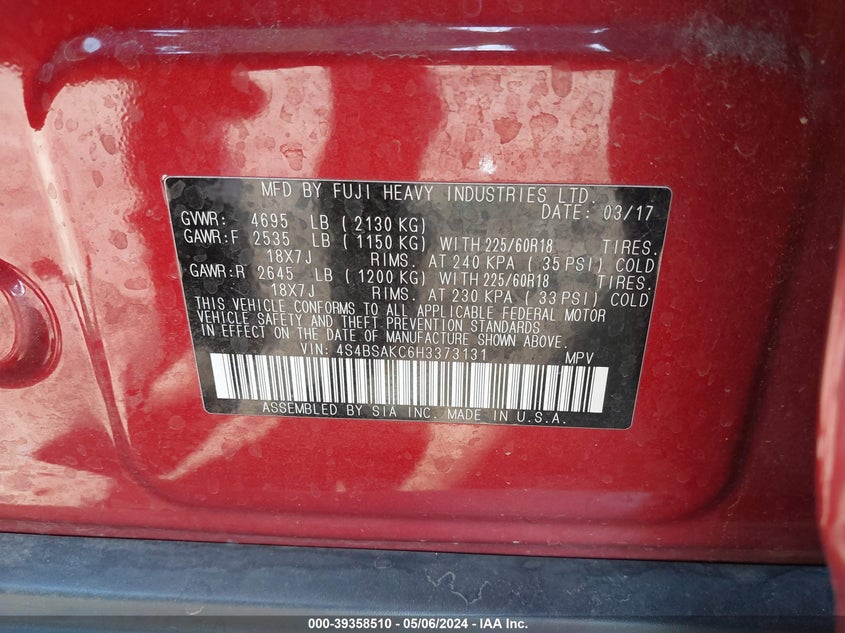 MFD BY FUJI HEAVY INDUSTRIES LTD.
DATE: 03/17
GVWR: 4695 LB ( 2130 KG)
GAWR:F 2535 LB ( 1150 KG) WITH 225/60R18 TIRES.
18X7J RIMS. AT 240 KPA ( 35 PSI) COLD
GAWR:R 2645 LB ( 1200 KG) WITH 225/60R18 TIRES.
18X7J RIMS. AT 230 KPA ( 33 PSI) COLD
THIS VEHICLE CONFORMS TO ALL APPLICABLE FEDERAL MOTOR
VEHICLE SAFETY AND THEFT PREVENTION STANDARDS
IN EFFECT ON THE DATE OF MANUFACTURE SHOWN ABOVE.
VIN: 4S4BSAKC6H3373131 MPV
ASSEMBLED BY SIA INC. MADE IN U.S.A.
000-39358510 - 05/06/2024 - IAA Inc.